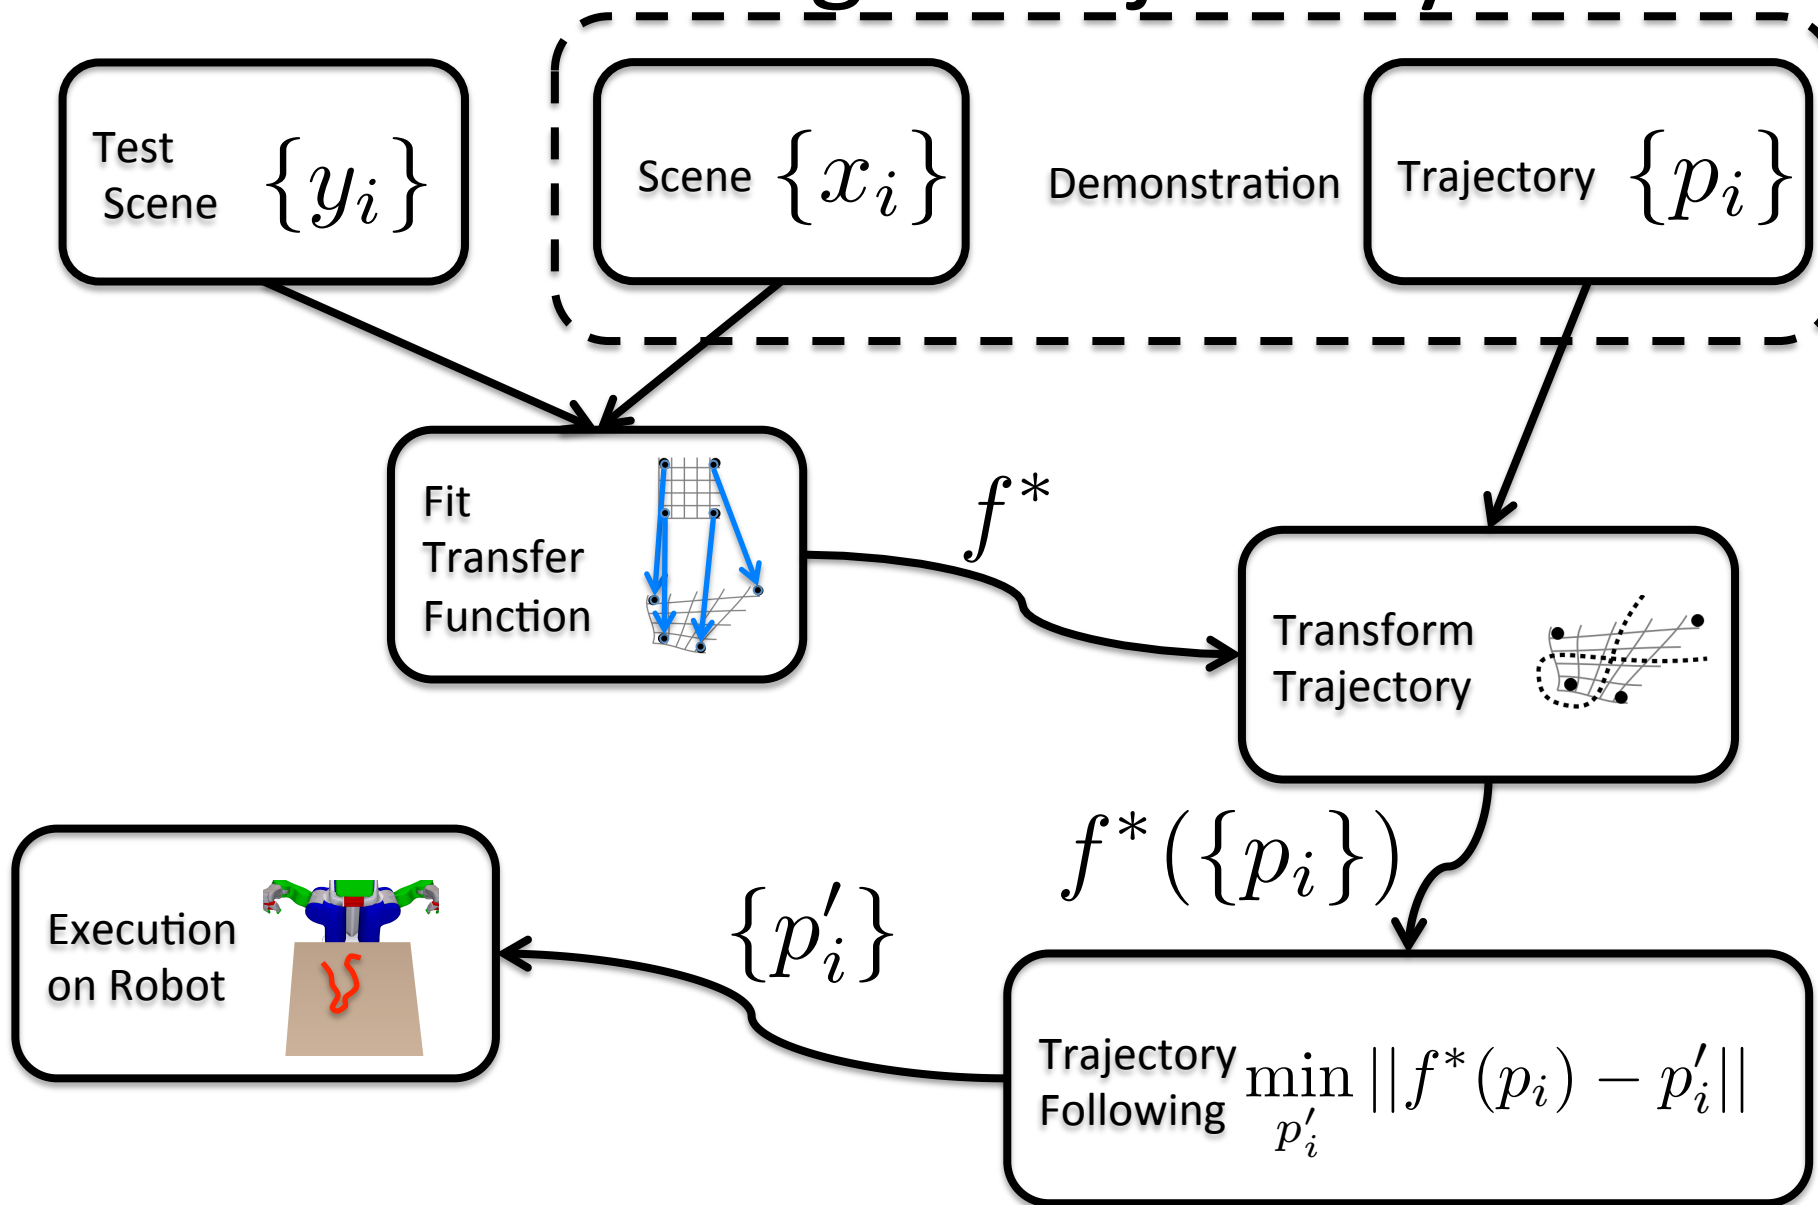 Test
Scene
{y_i}
Scene {x_i}
Demonstration
Trajectory {p_i}
Fit
Transfer
Function
f*
Transform
Trajectory
f*({p_i})
{p'_i}
Execution
on Robot
Trajectory
Following
min_{p'_i} ||f*(p_i) − p'_i||